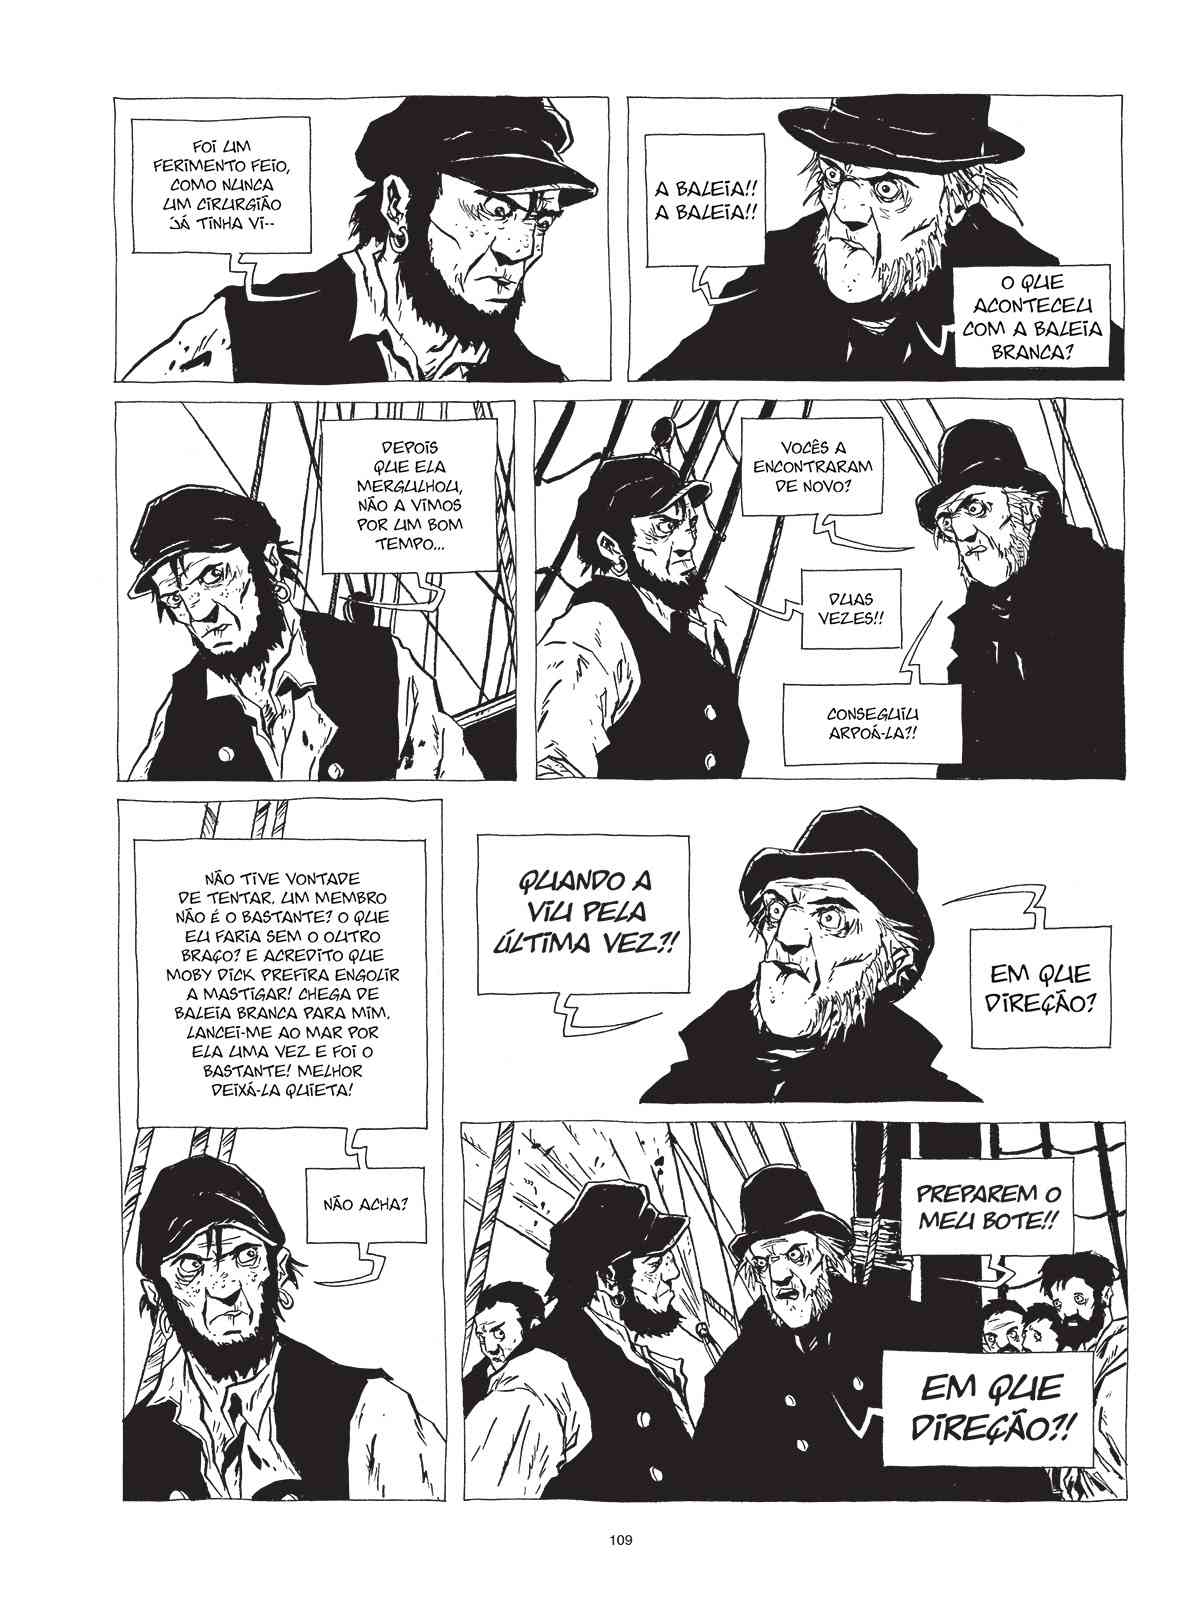 FOI UM
FERIMENTO FEIO,
COMO NUNCA
UM CIRURGIÃO
JÁ TINHA VI--
A BALEIA!!
A BALEIA!!
O QUE
ACONTECEU
COM A BALEIA
BRANCA?
DEPOIS
QUE ELA
MERGULHOU,
NÃO A VIMOS
POR UM BOM
TEMPO...
VOCÊS A
ENCONTRARAM
DE NOVO?
DUAS
VEZES!!
CONSEGUIU
ARPOÁ-LA?!
NÃO TIVE VONTADE
DE TENTAR. UM MEMBRO
NÃO É O BASTANTE? O QUE
EU FARIA SEM O OUTRO
BRAÇO? E ACREDITO QUE
MOBY DICK PREFIRA ENGOLIR
A MASTIGAR! CHEGA DE
BALEIA BRANCA PARA MIM.
LANCEI-ME AO MAR POR
ELA UMA VEZ E FOI O
BASTANTE! MELHOR
DEIXÁ-LA QUIETA!
NÃO ACHA?
QUANDO A
VIU PELA
ÚLTIMA VEZ?!
EM QUE
DIREÇÃO?
PREPAREM O
MEU BOTE!!
EM QUE
DIREÇÃO?!
109